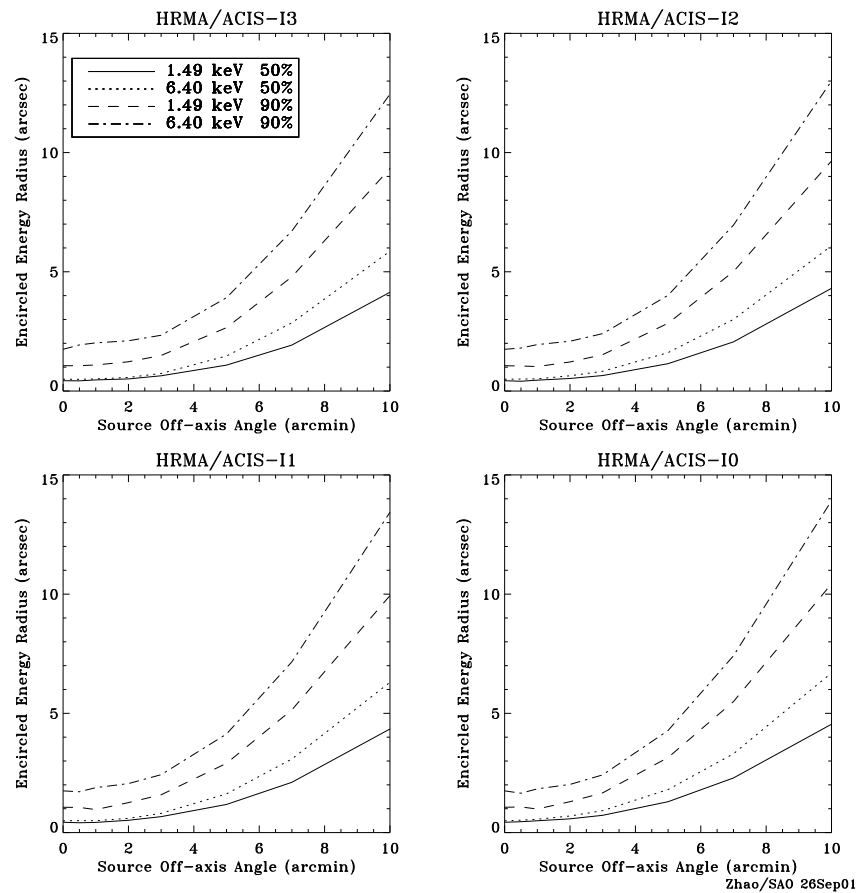 HRMA/ACIS-I3
15
10
5
0
Encircled Energy Radius (arcsec)
1.49 keV 50%
6.40 keV 50%
1.49 keV 90%
6.40 keV 90%
0 2 4 6 8 10
Source Off-axis Angle (arcmin)
HRMA/ACIS-I2
15
10
5
0
Encircled Energy Radius (arcsec)
0 2 4 6 8 10
Source Off-axis Angle (arcmin)
HRMA/ACIS-I1
15
10
5
0
Encircled Energy Radius (arcsec)
0 2 4 6 8 10
Source Off-axis Angle (arcmin)
HRMA/ACIS-I0
15
10
5
0
Encircled Energy Radius (arcsec)
0 2 4 6 8 10
Source Off-axis Angle (arcmin)
Zhao/SAO 26Sep01